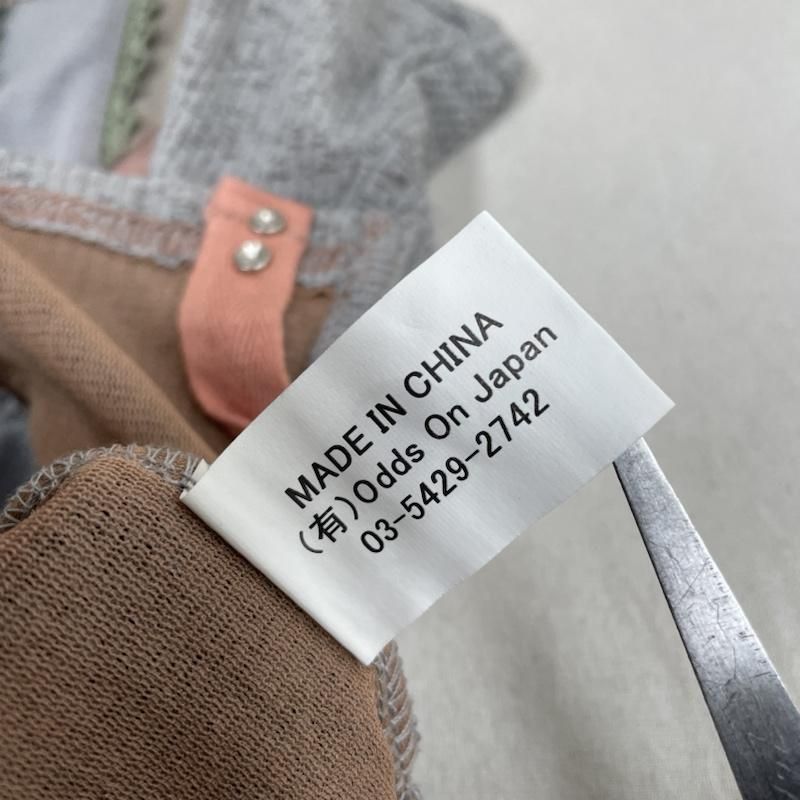 MADE IN CHINA
(有)Odds On Japan
03-5429-2742